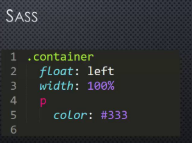 SASS
1 .container
2 float: left
3 width: 100%
4 p
5 color: #333
6